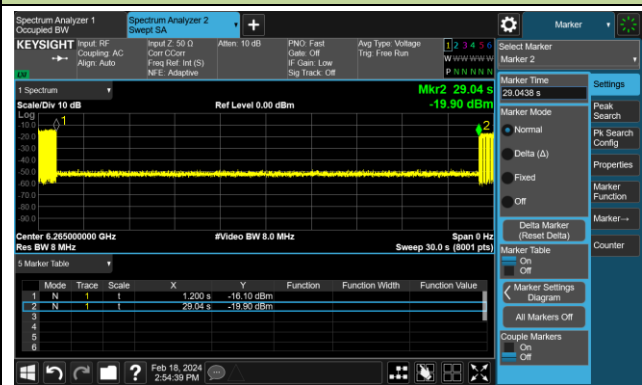 Spectrum Analyzer 1
Occupied BW
Spectrum Analyzer 2
Swept SA
Marker
KEYSIGHT
Input: RF
Coupling: AC
Align: Auto
Input Z: 50 Ω
Corr CCorr
Freq Ref: Int (S)
NFE: Adaptive
Atten: 10 dB
PNO: Fast
Gate: Off
IF Gain: Low
Sig Track: Off
Avg Type: Voltage
Trig: Free Run
1 2 3 4 5 6
W W W W W W
P N N N N N
LXI
1 Spectrum
Scale/Div 10 dB
Ref Level 0.00 dBm
Mkr2 29.04 s
-19.90 dBm
Log
-10.0
-20.0
-30.0
-40.0
-50.0
-60.0
-70.0
-80.0
-90.0
1
2
Center 6.265000000 GHz
Res BW 8 MHz
#Video BW 8.0 MHz
Span 0 Hz
Sweep 30.0 s (8001 pts)
5 Marker Table
Mode Trace Scale X Y Function Function Width Function Value
1 N 1 t 1.200 s -16.10 dBm
2 N 1 t 29.04 s -19.90 dBm
3
4
5
6
Select Marker
Marker 2
Marker Time
29.0438 s
Marker Mode
Normal
Delta (Δ)
Fixed
Off
Delta Marker
(Reset Delta)
Marker Table
On
Off
Marker Settings
Diagram
All Markers Off
Couple Markers
On
Off
Settings
Peak
Search
Pk Search
Config
Properties
Marker
Function
Marker→
Counter
Feb 18, 2024
2:54:39 PM